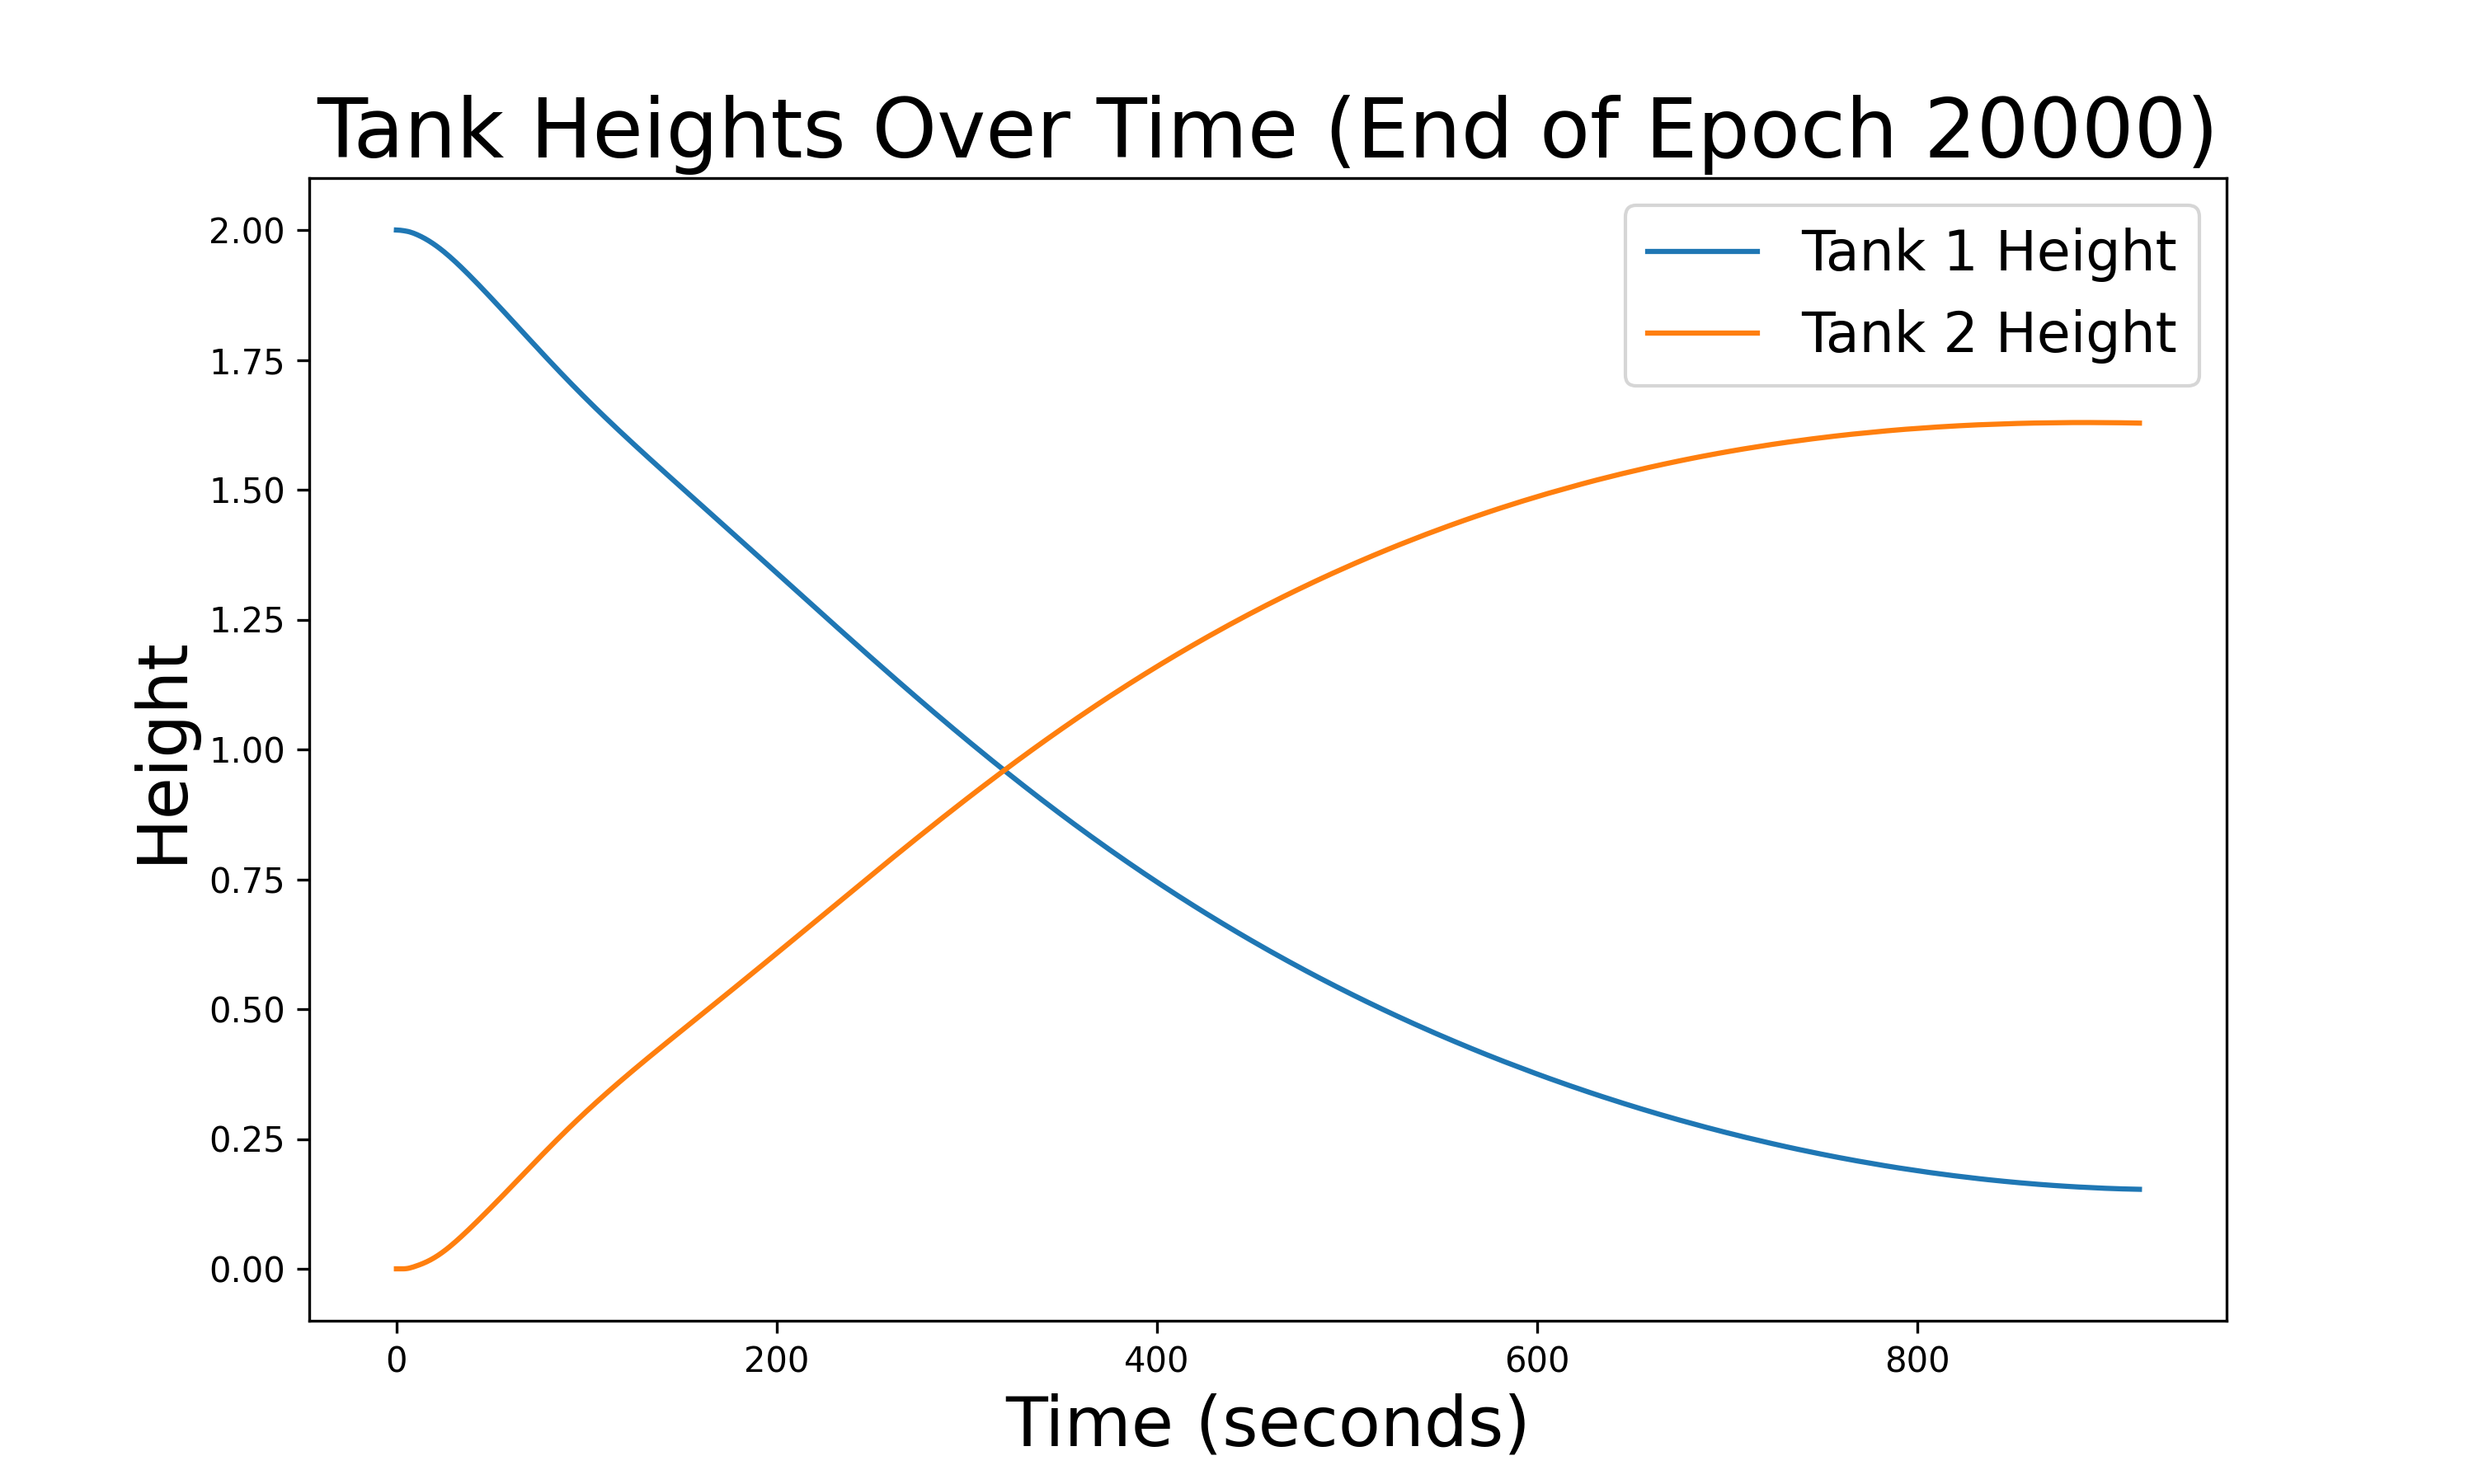 Tank Heights Over Time (End of Epoch 20000)
Tank 1 Height
Tank 2 Height
Height
2.00
1.75
1.50
1.25
1.00
0.75
0.50
0.25
0.00
0
200
400
600
800
Time (seconds)